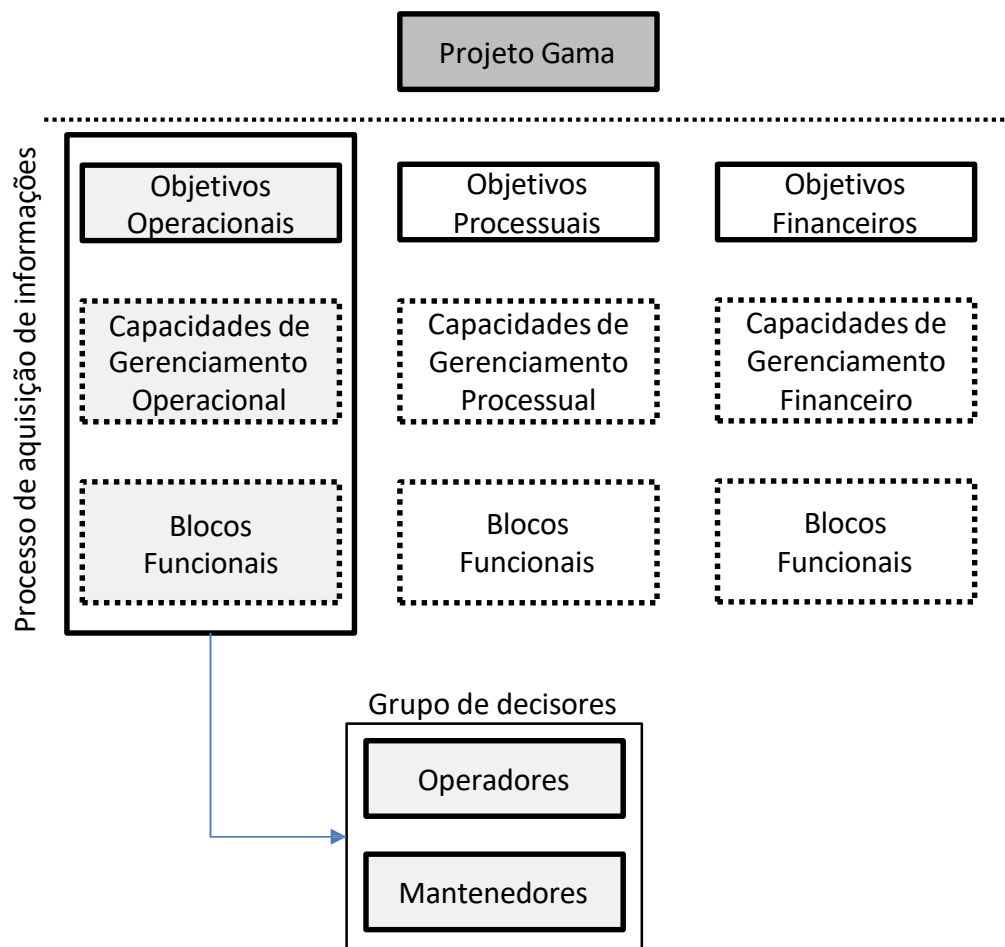 Projeto Gama
Processo de aquisição de informações
Objetivos
Operacionais
Objetivos
Processuais
Objetivos
Financeiros
Capacidades de
Gerenciamento
Operacional
Capacidades de
Gerenciamento
Processual
Capacidades de
Gerenciamento
Financeiro
Blocos
Funcionais
Blocos
Funcionais
Blocos
Funcionais
Grupo de decisores
Operadores
Mantenedores